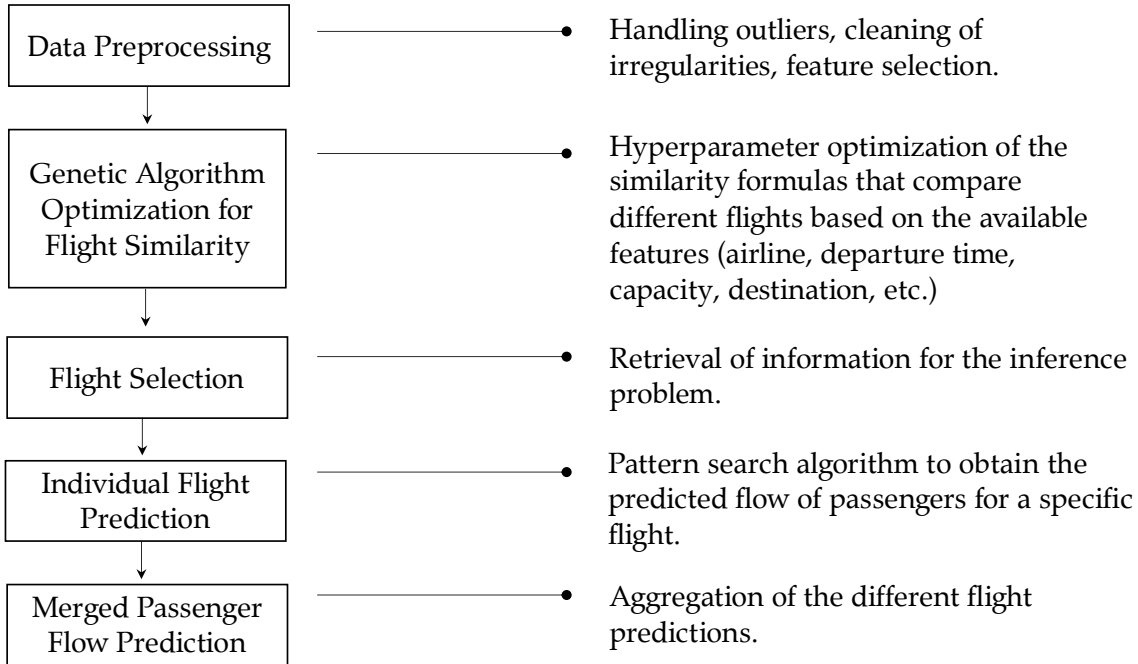 Data Preprocessing
Handling outliers, cleaning of
irregularities, feature selection.
Genetic Algorithm
Optimization for
Flight Similarity
Hyperparameter optimization of the
similarity formulas that compare
different flights based on the available
features (airline, departure time,
capacity, destination, etc.)
Flight Selection
Retrieval of information for the inference
problem.
Individual Flight
Prediction
Pattern search algorithm to obtain the
predicted flow of passengers for a specific
flight.
Merged Passenger
Flow Prediction
Aggregation of the different flight
predictions.